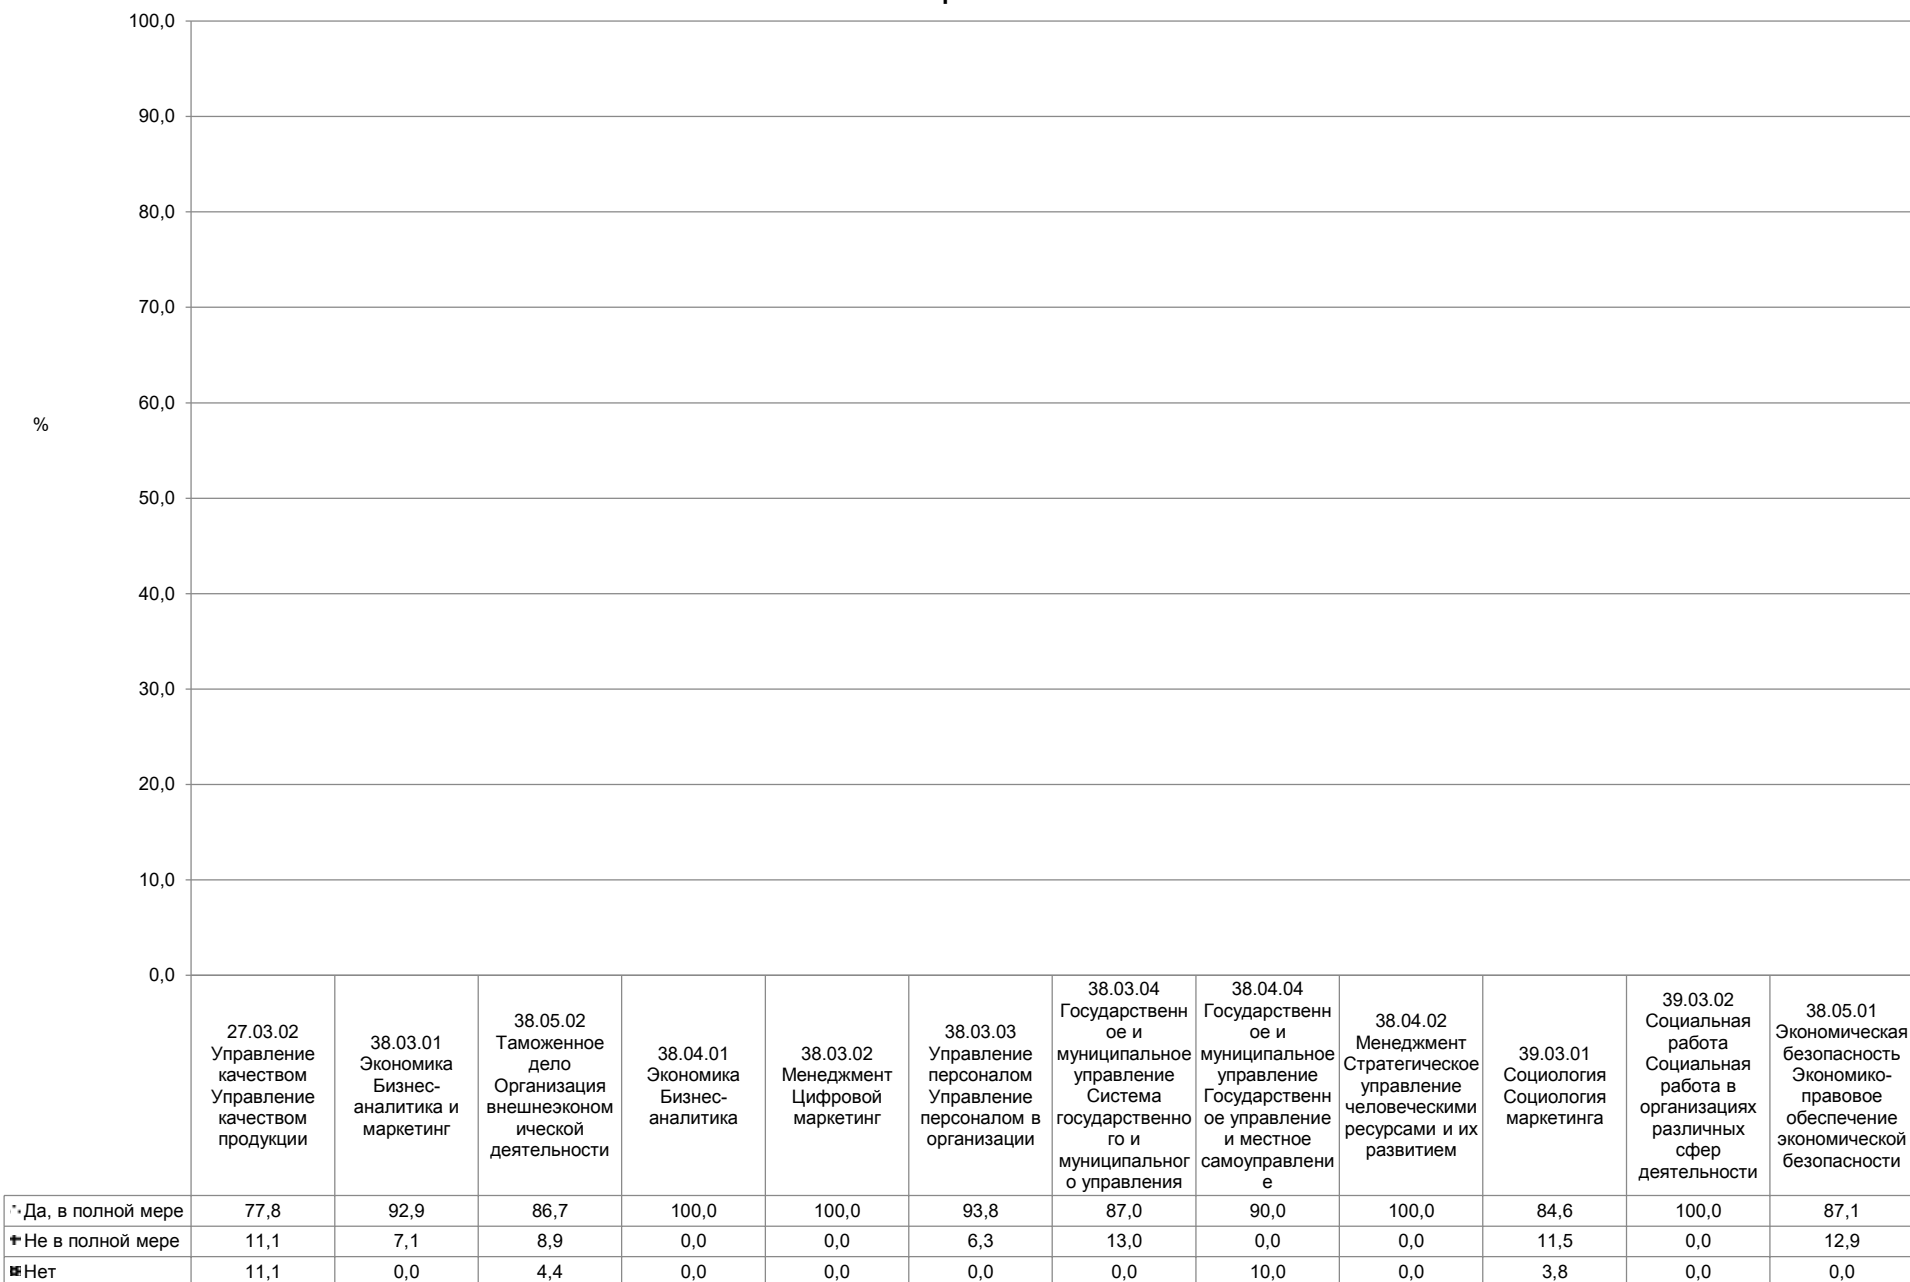 100,0
90,0
80,0
70,0
60,0
%
50,0
40,0
30,0
20,0
10,0
0,0
27.03.02
Управление
качеством
Управление
качеством
продукции
38.03.01
Экономика
Бизнес-
аналитика и
маркетинг
38.05.02
Таможенное
дело
Организация
внешнеэконом
ической
деятельности
38.04.01
Экономика
Бизнес-
аналитика
38.03.02
Менеджмент
Цифровой
маркетинг
38.03.03
Управление
персоналом
Управление
персоналом в
организации
38.03.04
Государственн
ое и
муниципальное
управление
Система
государственно
го и
муниципальног
о управления
38.04.04
Государственн
ое и
муниципальное
управление
Государственн
ое управление
и местное
самоуправлени
е
38.04.02
Менеджмент
Стратегическое
управление
человеческими
ресурсами и их
развитием
39.03.01
Социология
Социология
маркетинга
39.03.02
Социальная
работа
Социальная
работа в
организациях
различных
сфер
деятельности
38.05.01
Экономическая
безопасность
Экономико-
правовое
обеспечение
экономической
безопасности
Да, в полной мере 77,8 92,9 86,7 100,0 100,0 93,8 87,0 90,0 100,0 84,6 100,0 87,1
Не в полной мере 11,1 7,1 8,9 0,0 0,0 6,3 13,0 0,0 0,0 11,5 0,0 12,9
Нет 11,1 0,0 4,4 0,0 0,0 0,0 0,0 10,0 0,0 3,8 0,0 0,0